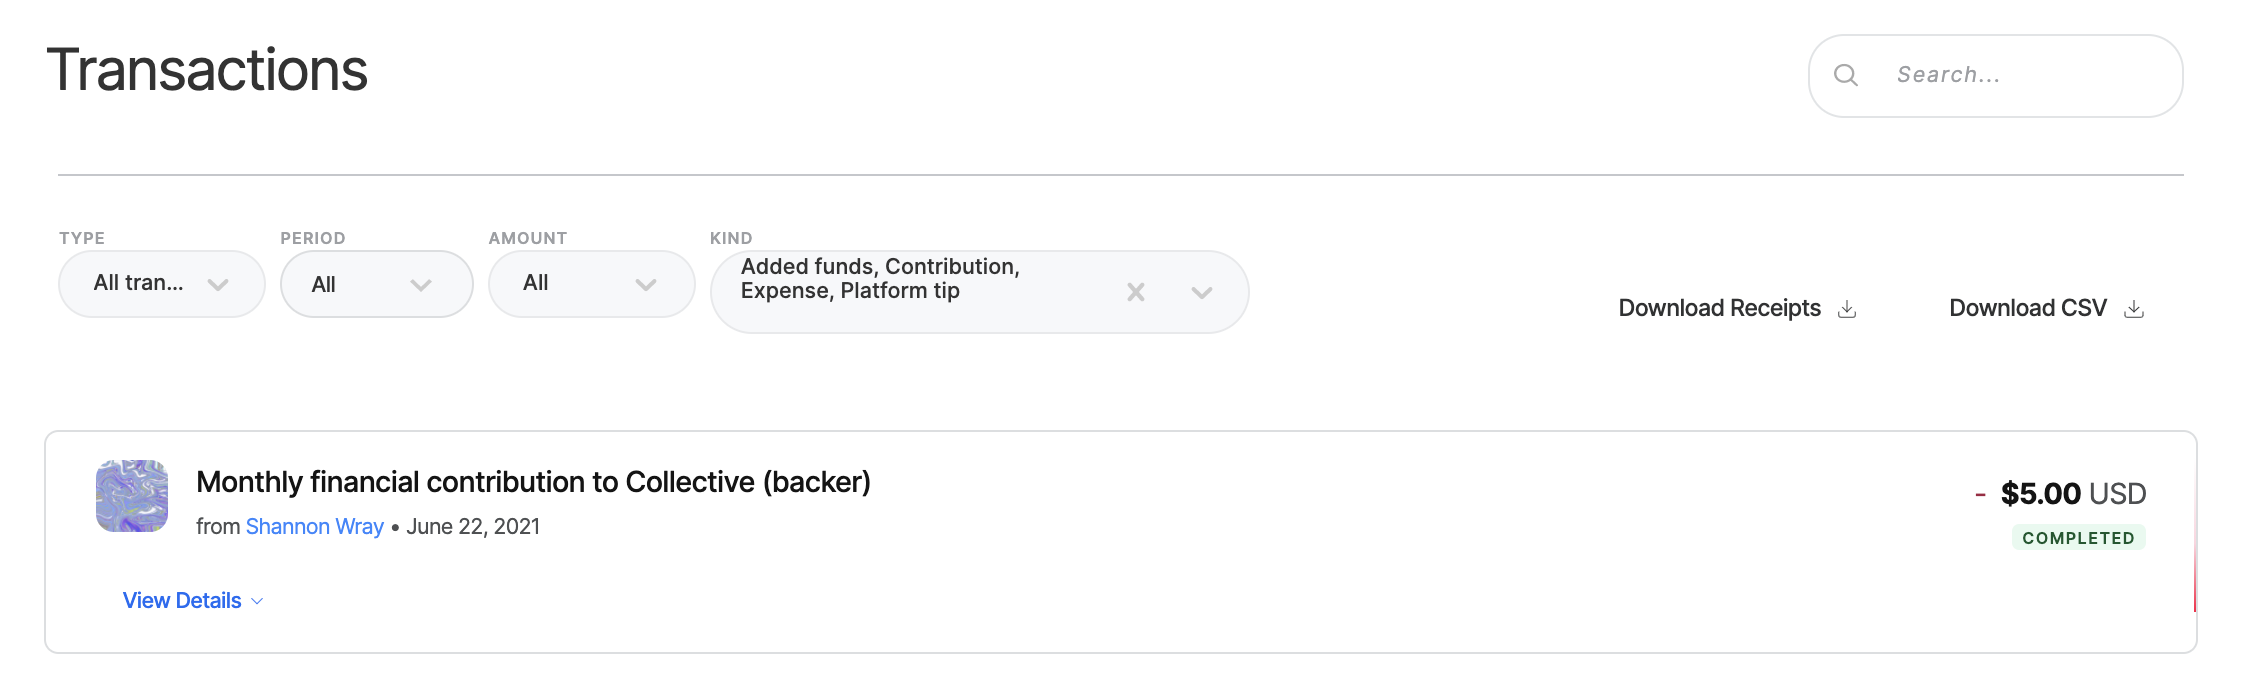 Transactions
Search...
TYPE
All tran...
PERIOD
All
AMOUNT
All
KIND
Added funds, Contribution,
Expense, Platform tip
Download Receipts
Download CSV
Monthly financial contribution to Collective (backer)
from Shannon Wray • June 22, 2021
- $5.00 USD
COMPLETED
View Details